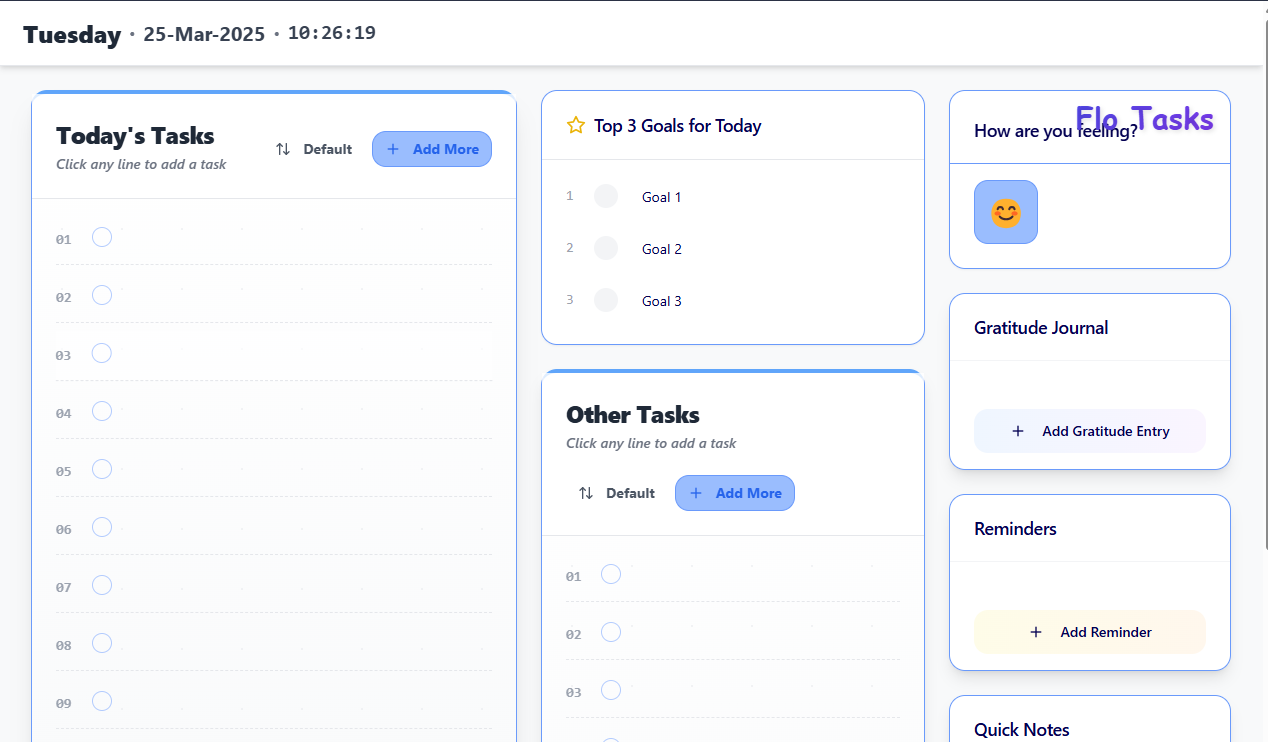 Tuesday · 25-Mar-2025 · 10:26:19
Today's Tasks
Click any line to add a task
Default
+ Add More
01
02
03
04
05
06
07
08
09
Top 3 Goals for Today
1 Goal 1
2 Goal 2
3 Goal 3
Other Tasks
Click any line to add a task
Default
+ Add More
01
02
03
Flo Tasks
How are you feeling?
Gratitude Journal
+ Add Gratitude Entry
Reminders
+ Add Reminder
Quick Notes